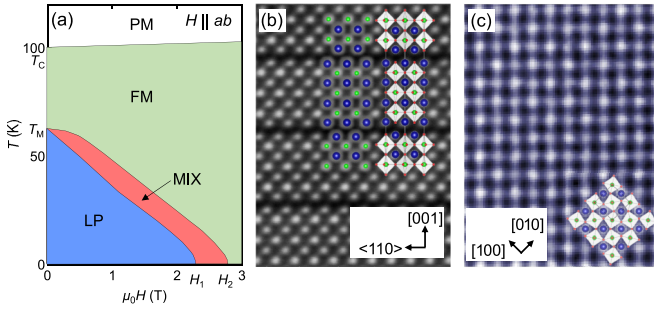 (a)
PM
H || ab
100
T_C
FM
T_M
T (K)
50
MIX
LP
0
0
1
2
H_1
H_2
3
μ_0H (T)
(b)
[001]
<110>
(c)
[010]
[100]